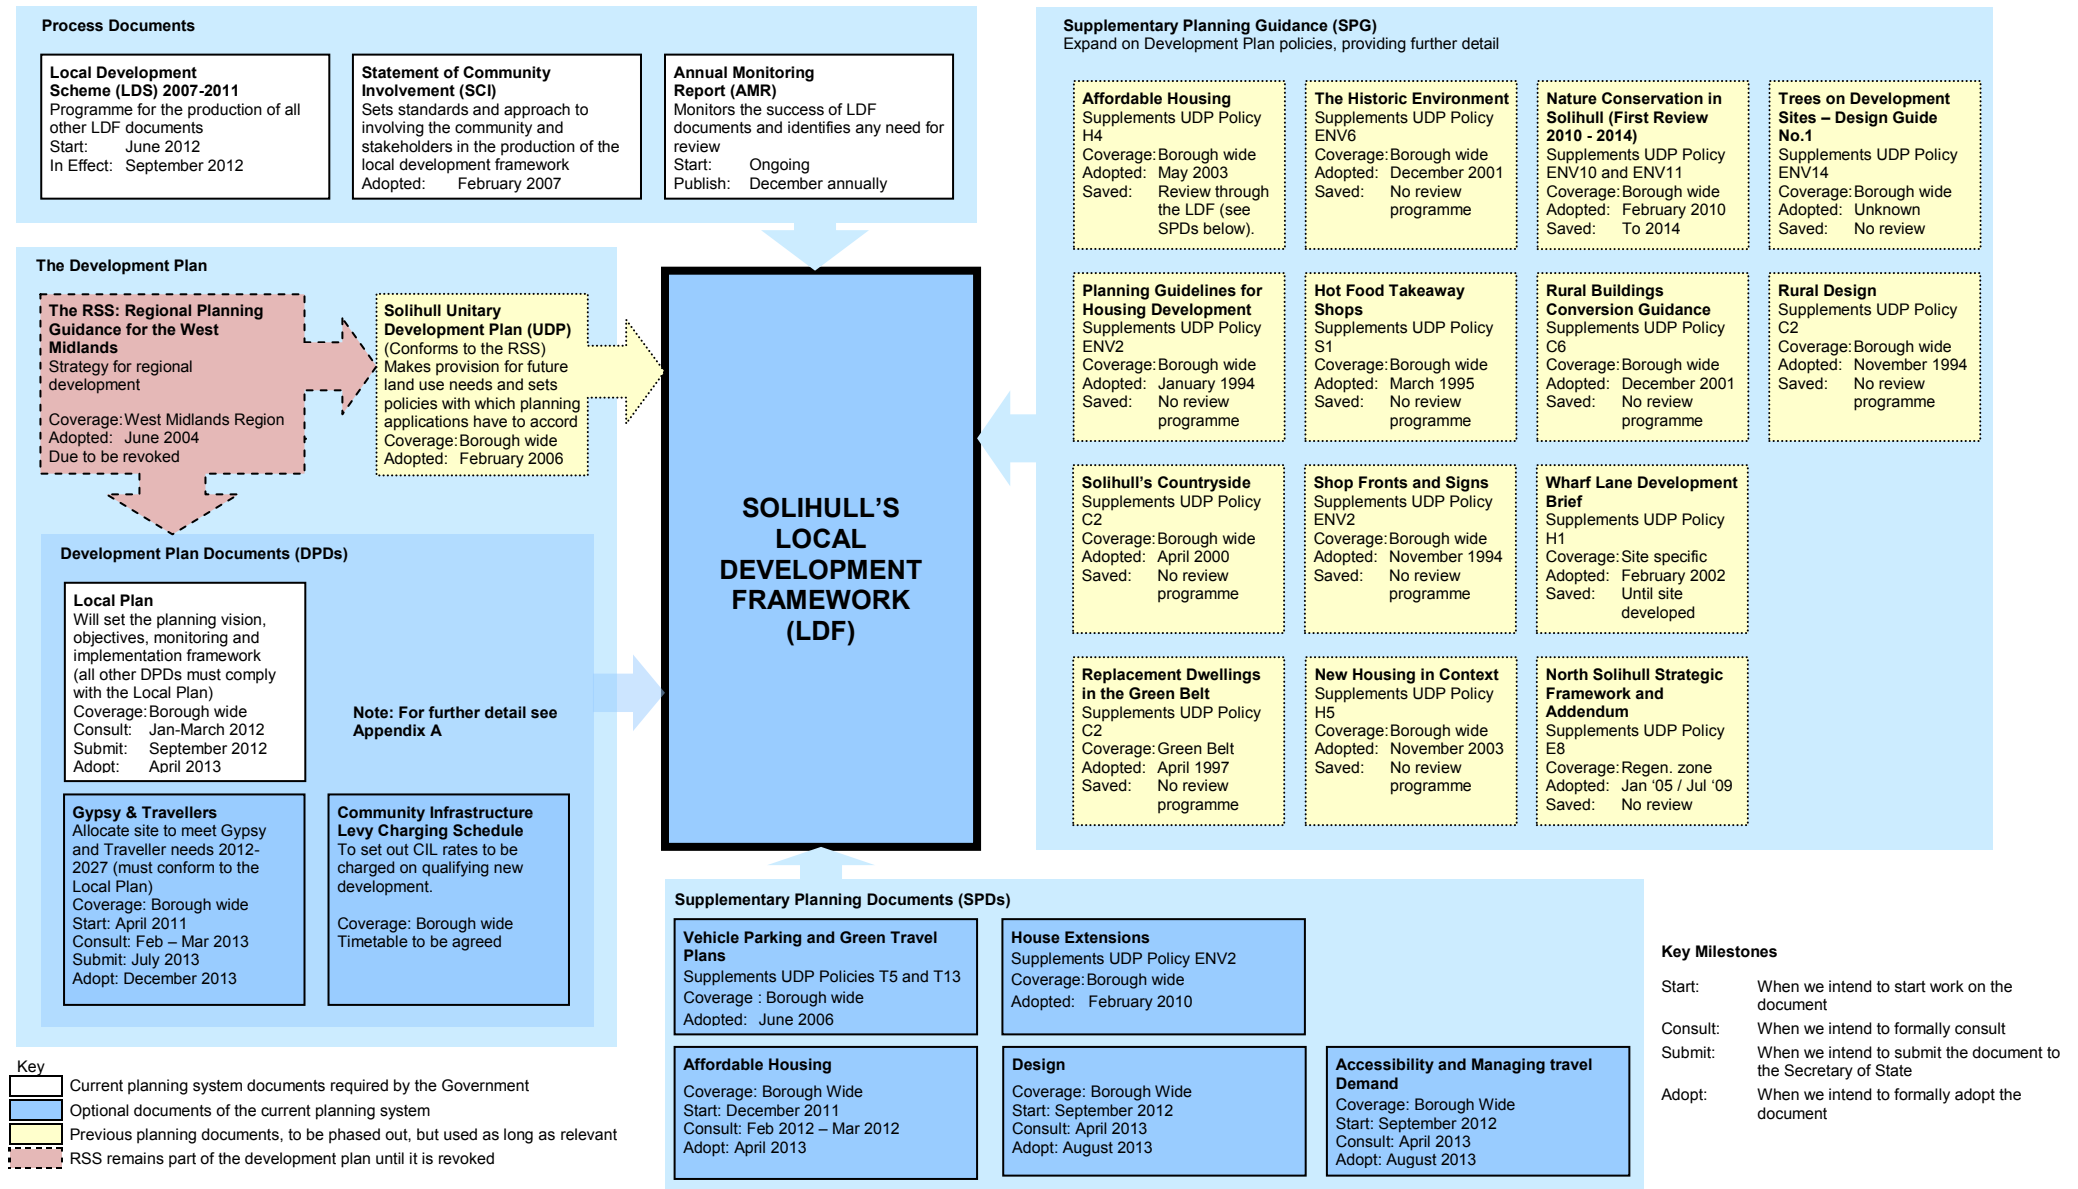 Process Documents
Local Development
Scheme (LDS) 2007-2011
Programme for the production of all
other LDF documents
Start: June 2012
In Effect: September 2012
Statement of Community
Involvement (SCI)
Sets standards and approach to
involving the community and
stakeholders in the production of the
local development framework
Adopted: February 2007
Annual Monitoring
Report (AMR)
Monitors the success of LDF
documents and identifies any need for
review
Start: Ongoing
Publish: December annually
The Development Plan
The RSS: Regional Planning
Guidance for the West
Midlands
Strategy for regional
development
Coverage: West Midlands Region
Adopted: June 2004
Due to be revoked
Solihull Unitary
Development Plan (UDP)
(Conforms to the RSS)
Makes provision for future
land use needs and sets
policies with which planning
applications have to accord
Coverage: Borough wide
Adopted: February 2006
Development Plan Documents (DPDs)
Local Plan
Will set the planning vision,
objectives, monitoring and
implementation framework
(all other DPDs must comply
with the Local Plan)
Coverage: Borough wide
Consult: Jan-March 2012
Submit: September 2012
Adopt: April 2013
Note: For further detail see
Appendix A
Gypsy & Travellers
Allocate site to meet Gypsy
and Traveller needs 2012-
2027 (must conform to the
Local Plan)
Coverage: Borough wide
Start: April 2011
Consult: Feb – Mar 2013
Submit: July 2013
Adopt: December 2013
Community Infrastructure
Levy Charging Schedule
To set out CIL rates to be
charged on qualifying new
development.
Coverage: Borough wide
Timetable to be agreed
SOLIHULL'S
LOCAL
DEVELOPMENT
FRAMEWORK
(LDF)
Supplementary Planning Guidance (SPG)
Expand on Development Plan policies, providing further detail
Affordable Housing
Supplements UDP Policy
H4
Coverage: Borough wide
Adopted: May 2003
Saved: Review through
the LDF (see
SPDs below).
The Historic Environment
Supplements UDP Policy
ENV6
Coverage: Borough wide
Adopted: December 2001
Saved: No review
programme
Nature Conservation in
Solihull (First Review
2010 - 2014)
Supplements UDP Policy
ENV10 and ENV11
Coverage: Borough wide
Adopted: February 2010
Saved: To 2014
Trees on Development
Sites – Design Guide
No.1
Supplements UDP Policy
ENV14
Coverage: Borough wide
Adopted: Unknown
Saved: No review
Planning Guidelines for
Housing Development
Supplements UDP Policy
ENV2
Coverage: Borough wide
Adopted: January 1994
Saved: No review
programme
Hot Food Takeaway
Shops
Supplements UDP Policy
S1
Coverage: Borough wide
Adopted: March 1995
Saved: No review
programme
Rural Buildings
Conversion Guidance
Supplements UDP Policy
C6
Coverage: Borough wide
Adopted: December 2001
Saved: No review
programme
Rural Design
Supplements UDP Policy
C2
Coverage: Borough wide
Adopted: November 1994
Saved: No review
programme
Solihull's Countryside
Supplements UDP Policy
C2
Coverage: Borough wide
Adopted: April 2000
Saved: No review
programme
Shop Fronts and Signs
Supplements UDP Policy
ENV2
Coverage: Borough wide
Adopted: November 1994
Saved: No review
programme
Wharf Lane Development
Brief
Supplements UDP Policy
H1
Coverage: Site specific
Adopted: February 2002
Saved: Until site
developed
Replacement Dwellings
in the Green Belt
Supplements UDP Policy
C2
Coverage: Green Belt
Adopted: April 1997
Saved: No review
programme
New Housing in Context
Supplements UDP Policy
H5
Coverage: Borough wide
Adopted: November 2003
Saved: No review
programme
North Solihull Strategic
Framework and
Addendum
Supplements UDP Policy
E8
Coverage: Regen. zone
Adopted: Jan '05 / Jul '09
Saved: No review
Supplementary Planning Documents (SPDs)
Vehicle Parking and Green Travel
Plans
Supplements UDP Policies T5 and T13
Coverage : Borough wide
Adopted: June 2006
House Extensions
Supplements UDP Policy ENV2
Coverage: Borough wide
Adopted: February 2010
Affordable Housing
Coverage: Borough Wide
Start: December 2011
Consult: Feb 2012 – Mar 2012
Adopt: April 2013
Design
Coverage: Borough Wide
Start: September 2012
Consult: April 2013
Adopt: August 2013
Accessibility and Managing travel
Demand
Coverage: Borough Wide
Start: September 2012
Consult: April 2013
Adopt: August 2013
Key Milestones
Start: When we intend to start work on the
document
Consult: When we intend to formally consult
Submit: When we intend to submit the document to
the Secretary of State
Adopt: When we intend to formally adopt the
document
Key
Current planning system documents required by the Government
Optional documents of the current planning system
Previous planning documents, to be phased out, but used as long as relevant
RSS remains part of the development plan until it is revoked